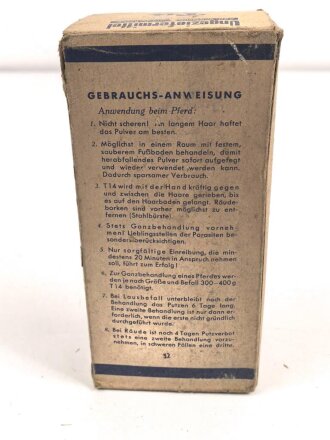 Ungeziefermittel
GEBRAUCHS-ANWEISUNG
Anwendung beim Pferd:
1. Nicht scheren! An langem Haar haftet
das Pulver am besten.
2. Möglichst in einem Raum mit festem,
sauberem Fußboden behandeln, damit
herabfallendes Pulver sofort aufgefegt
und wieder verwendet werden kann.
Dadurch sparsamer Verbrauch.
3. T14 wird mit der Hand kräftig gegen
und zwischen die Haare gerieben, bis
es auf den Haarboden gelangt. Räude-
borken sind vorher möglichst zu ent-
fernen (Stahlbürste).
4. Stets Ganzbehandlung vorneh-
men! Lieblingsstellen der Parasiten be-
sonders berücksichtigen.
5. Nur sorgfältige Einreibung, die min-
destens 20 Minuten in Anspruch nehmen
soll, führt zum Erfolg!
6. Zur Ganzbehandlung eines Pferdes wer-
den je nach Größe und Befall 300-400 g
T 14 benötigt.
7. Bei Lausbefall unterbleibt nach der
Behandlung das Putzen 6 Tage lang.
Eine zweite Behandlung ist nur dann er-
forderlich, wenn die erste nicht gründlich
durchgeführt wurde.
8. Bei Räude ist nach 4 Tagen Putzverbot
stets eine zweite Behandlung vorzu-
nehmen, in schweren Fällen eine dritte.